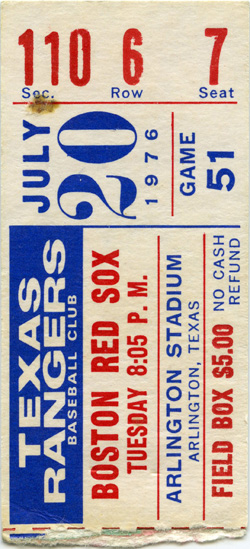 110 6 7
Sec. Row Seat
JULY
20
1976
GAME
51
TEXAS
RANGERS
BASEBALL CLUB
BOSTON RED SOX
TUESDAY 8:05 P. M.
ARLINGTON STADIUM
ARLINGTON, TEXAS
FIELD BOX $5.00
NO CASH
REFUND